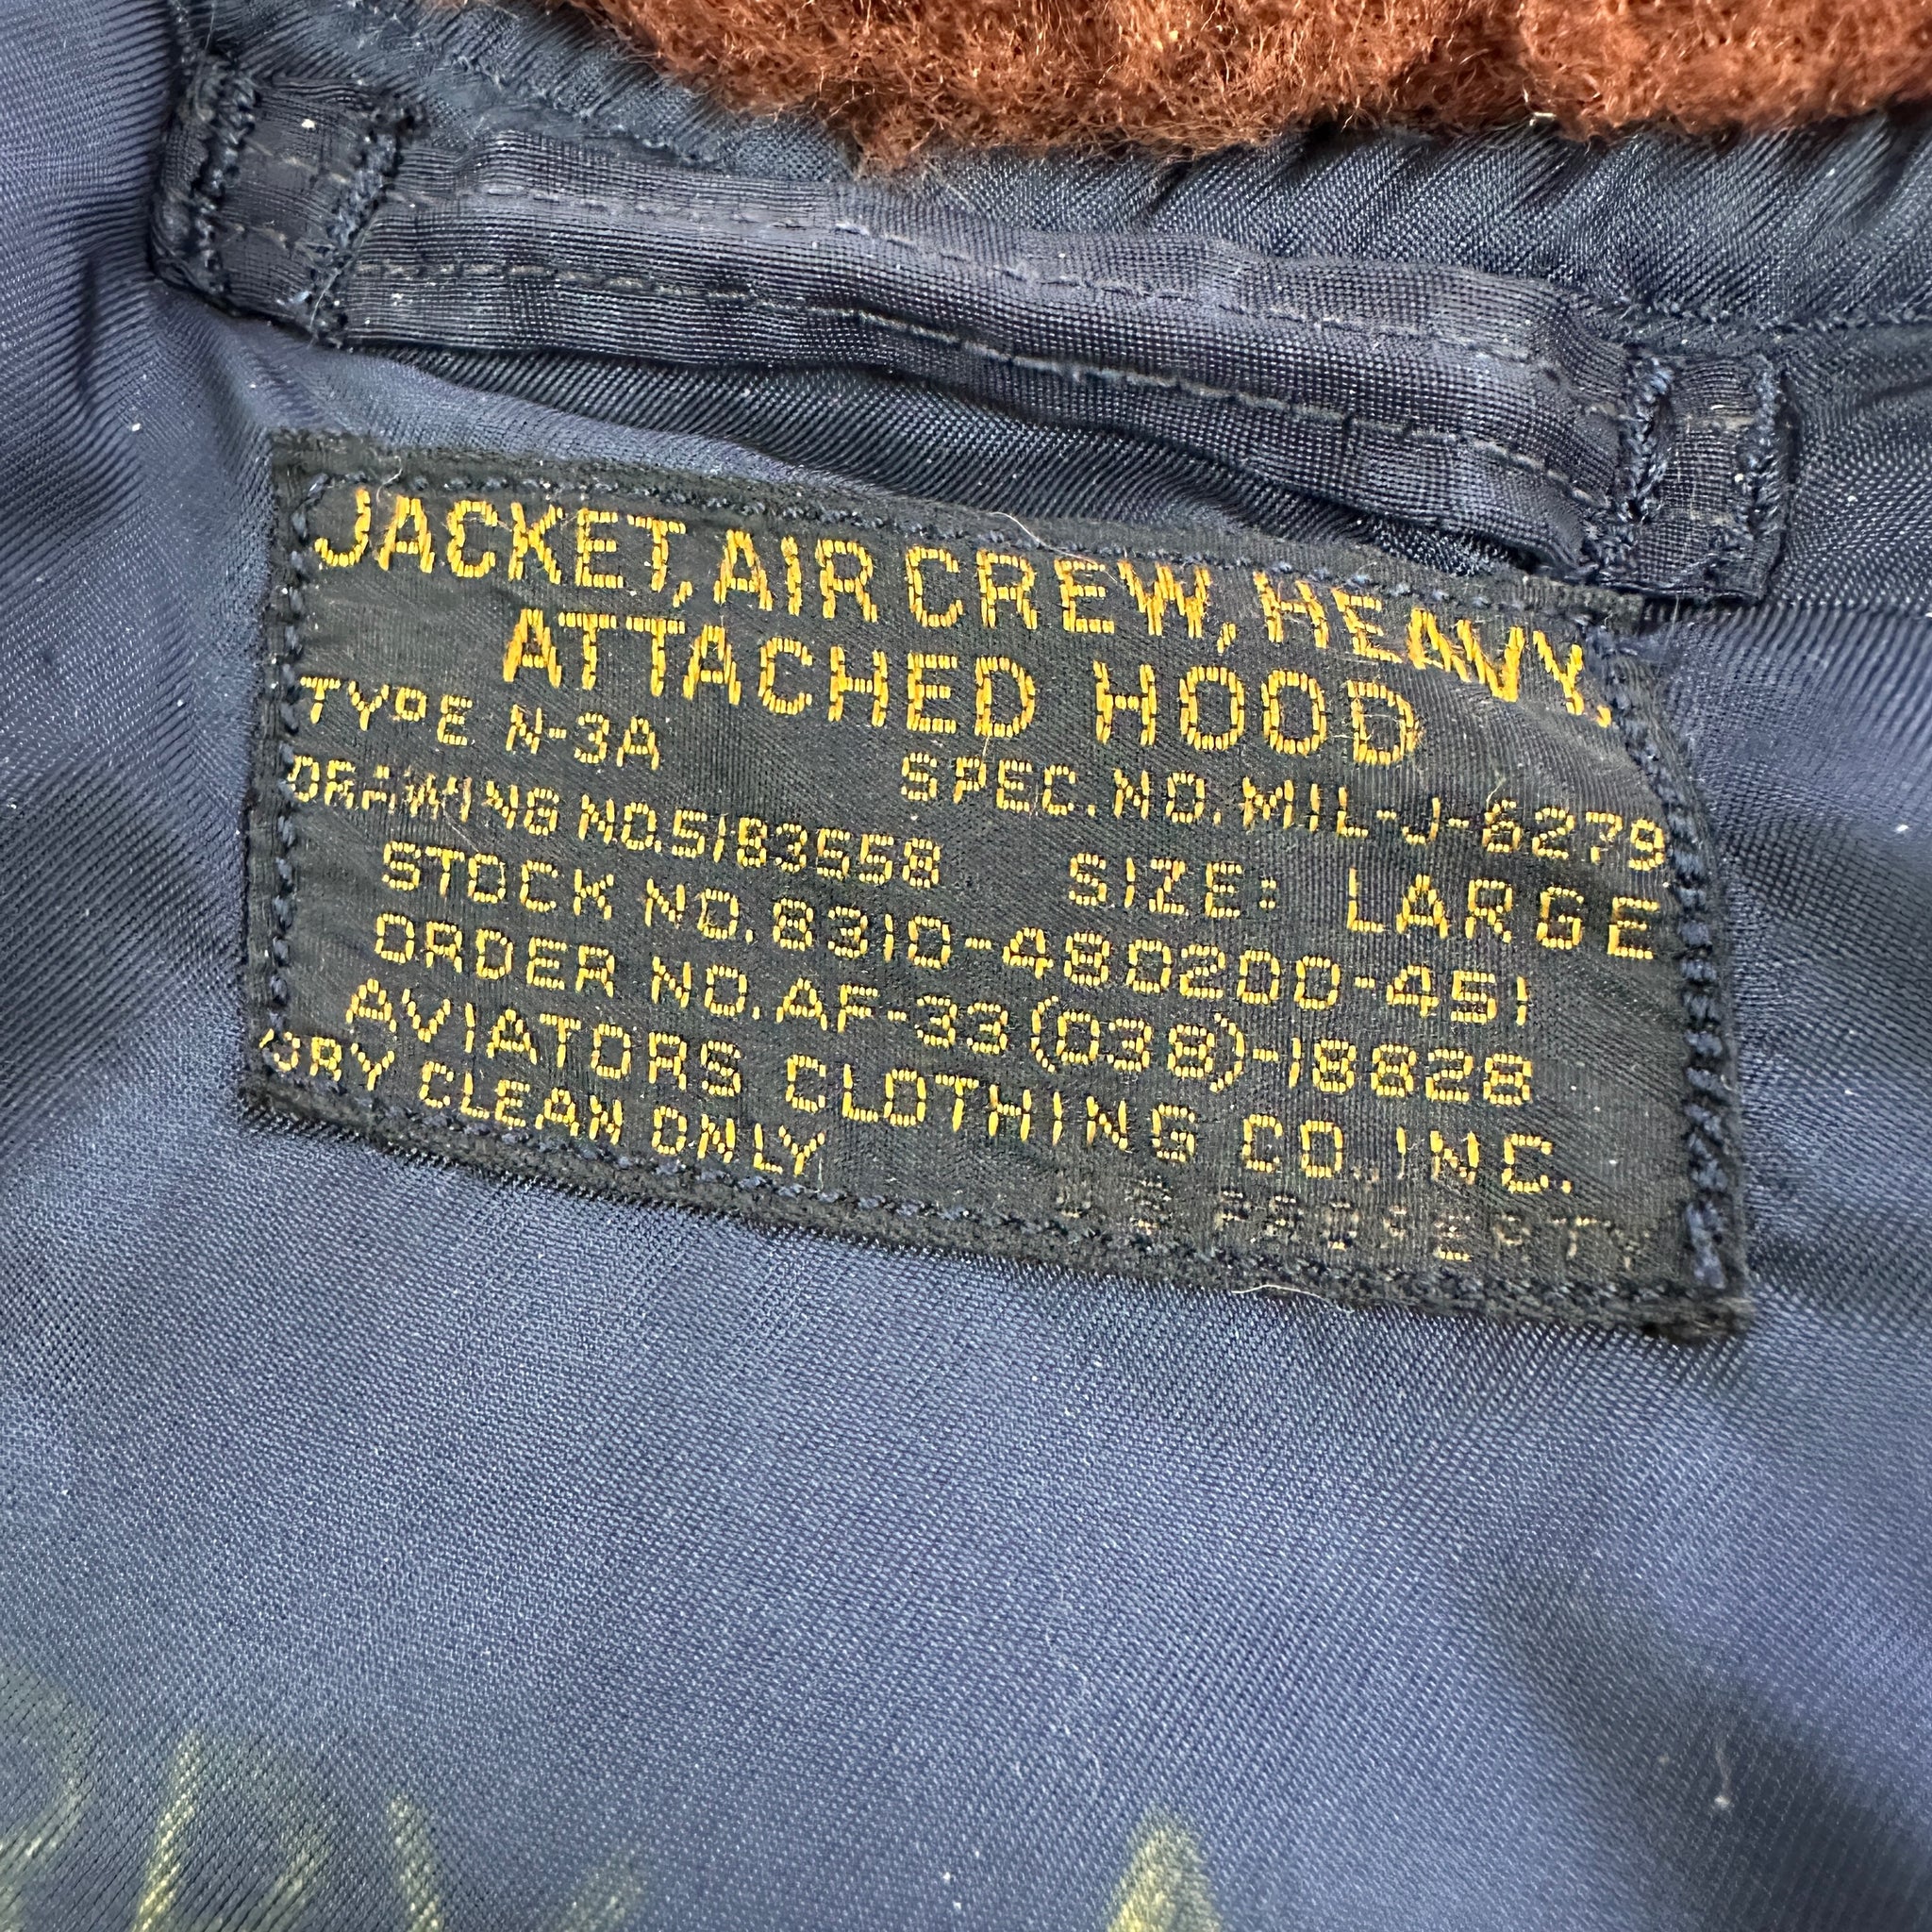 JACKET, AIR CREW, HEAVY,
ATTACHED HOOD
TYPE N-3A SPEC. NO. MIL-J-6279
DRAWING NO. 5183558 SIZE: LARGE
STOCK NO. 8310-480200-451
ORDER NO. AF-33(038)-18828
AVIATORS CLOTHING CO. INC.
DRY CLEAN ONLY
U S PROPERTY